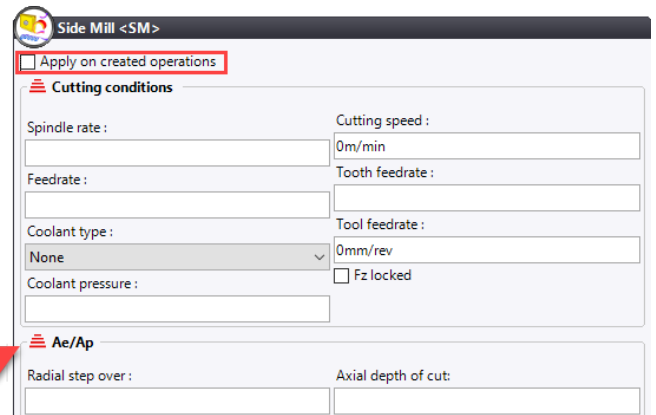 Side Mill <SM>
Apply on created operations
Cutting conditions
Spindle rate :
Cutting speed :
0m/min
Feedrate :
Tooth feedrate :
Coolant type :
None
Tool feedrate :
0mm/rev
Fz locked
Coolant pressure :
Ae/Ap
Radial step over :
Axial depth of cut: